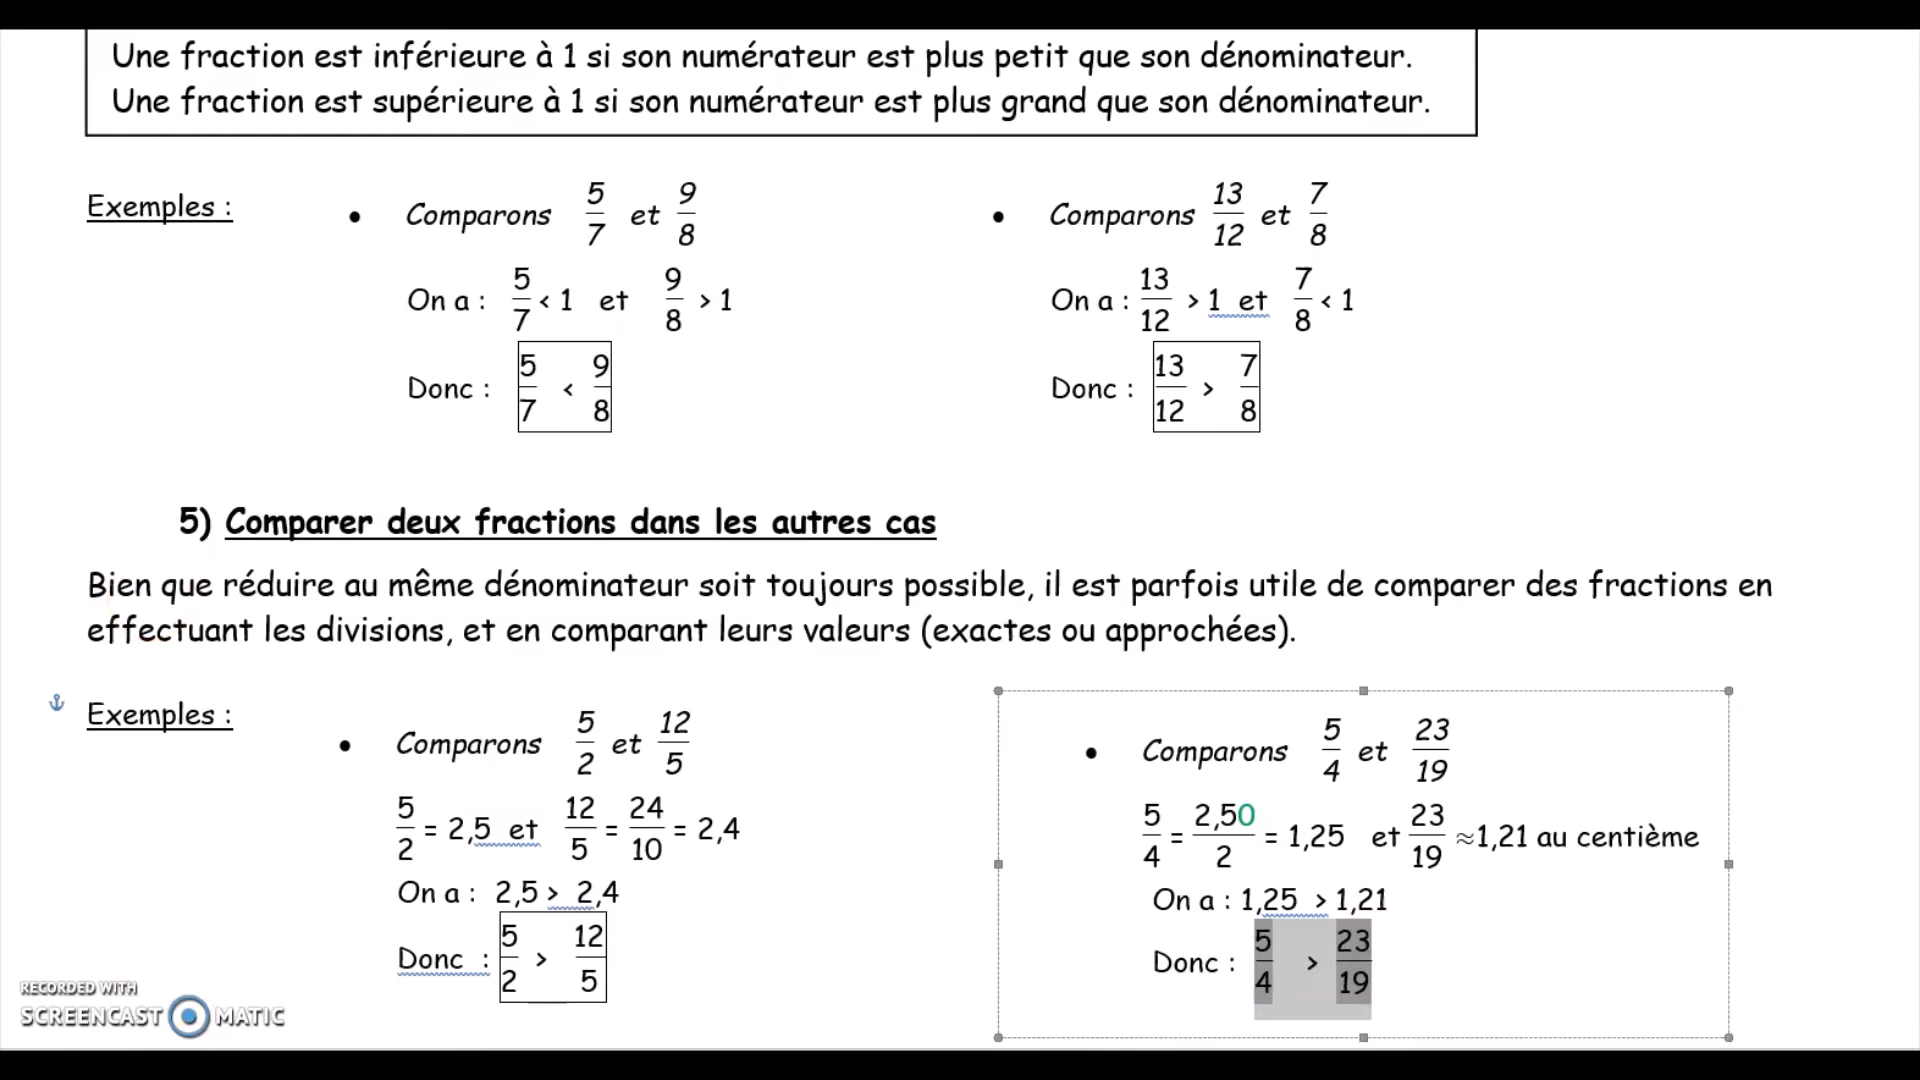 Une fraction est inférieure à 1 si son numérateur est plus petit que son dénominateur.
Une fraction est supérieure à 1 si son numérateur est plus grand que son dénominateur.
Exemples :
• Comparons 5/7 et 9/8
On a : 5/7 < 1 et 9/8 > 1
Donc : 5/7 < 9/8
• Comparons 13/12 et 7/8
On a : 13/12 > 1 et 7/8 < 1
Donc : 13/12 > 7/8
5) Comparer deux fractions dans les autres cas
Bien que réduire au même dénominateur soit toujours possible, il est parfois utile de comparer des fractions en
effectuant les divisions, et en comparant leurs valeurs (exactes ou approchées).
Exemples :
• Comparons 5/2 et 12/5
5/2 = 2,5 et 12/5 = 24/10 = 2,4
On a : 2,5 > 2,4
Donc : 5/2 > 12/5
• Comparons 5/4 et 23/19
5/4 = 2,50/2 = 1,25 et 23/19 ≈1,21 au centième
On a : 1,25 > 1,21
Donc : 5/4 > 23/19
RECORDED WITH
SCREENCAST MATIC